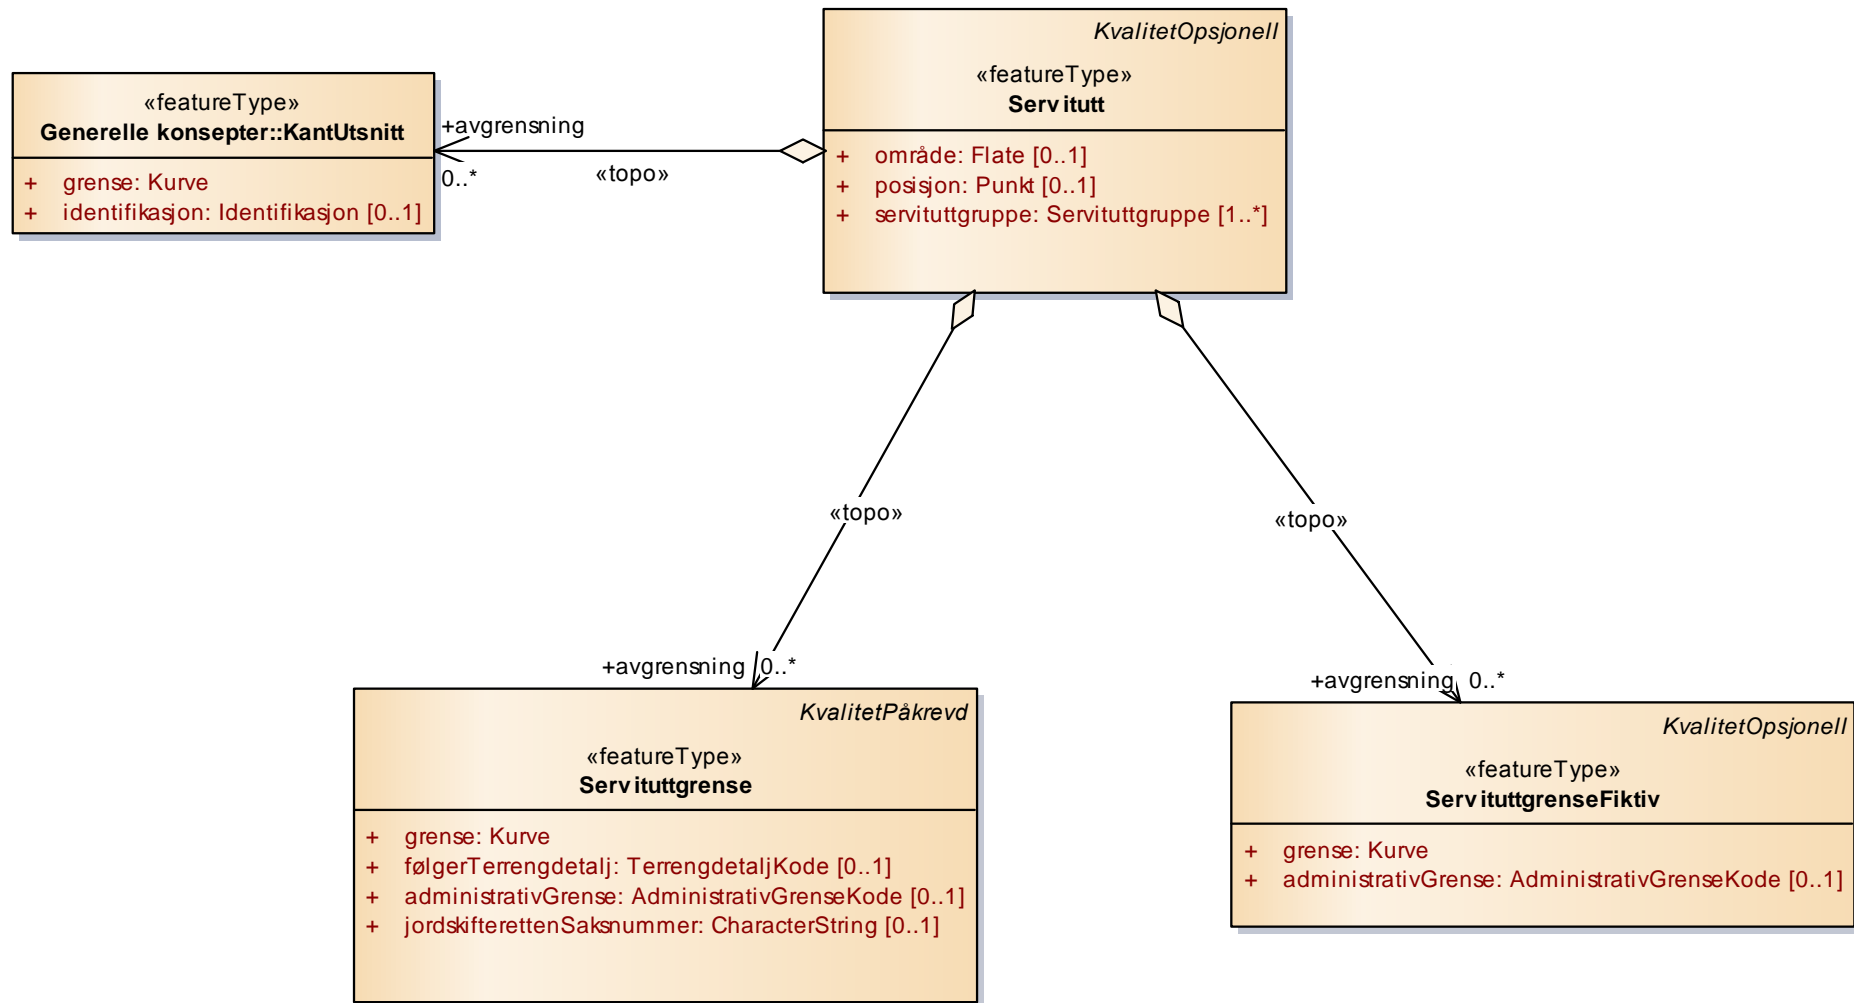 KvalitetOpsjonell
«featureType»
Servitutt
+ område: Flate [0..1]
+ posisjon: Punkt [0..1]
+ servituttgruppe: Servituttgruppe [1..*]
«featureType»
Generelle konsepter::KantUtsnitt
+ grense: Kurve
+ identifikasjon: Identifikasjon [0..1]
+avgrensning
0..*
«topo»
«topo»
«topo»
+avgrensning 0..*
+avgrensning 0..*
KvalitetPåkrevd
«featureType»
Servituttgrense
+ grense: Kurve
+ følgerTerrengdetalj: TerrengdetaljKode [0..1]
+ administrativGrense: AdministrativGrenseKode [0..1]
+ jordskifterettenSaksnummer: CharacterString [0..1]
KvalitetOpsjonell
«featureType»
ServituttgrenseFiktiv
+ grense: Kurve
+ administrativGrense: AdministrativGrenseKode [0..1]